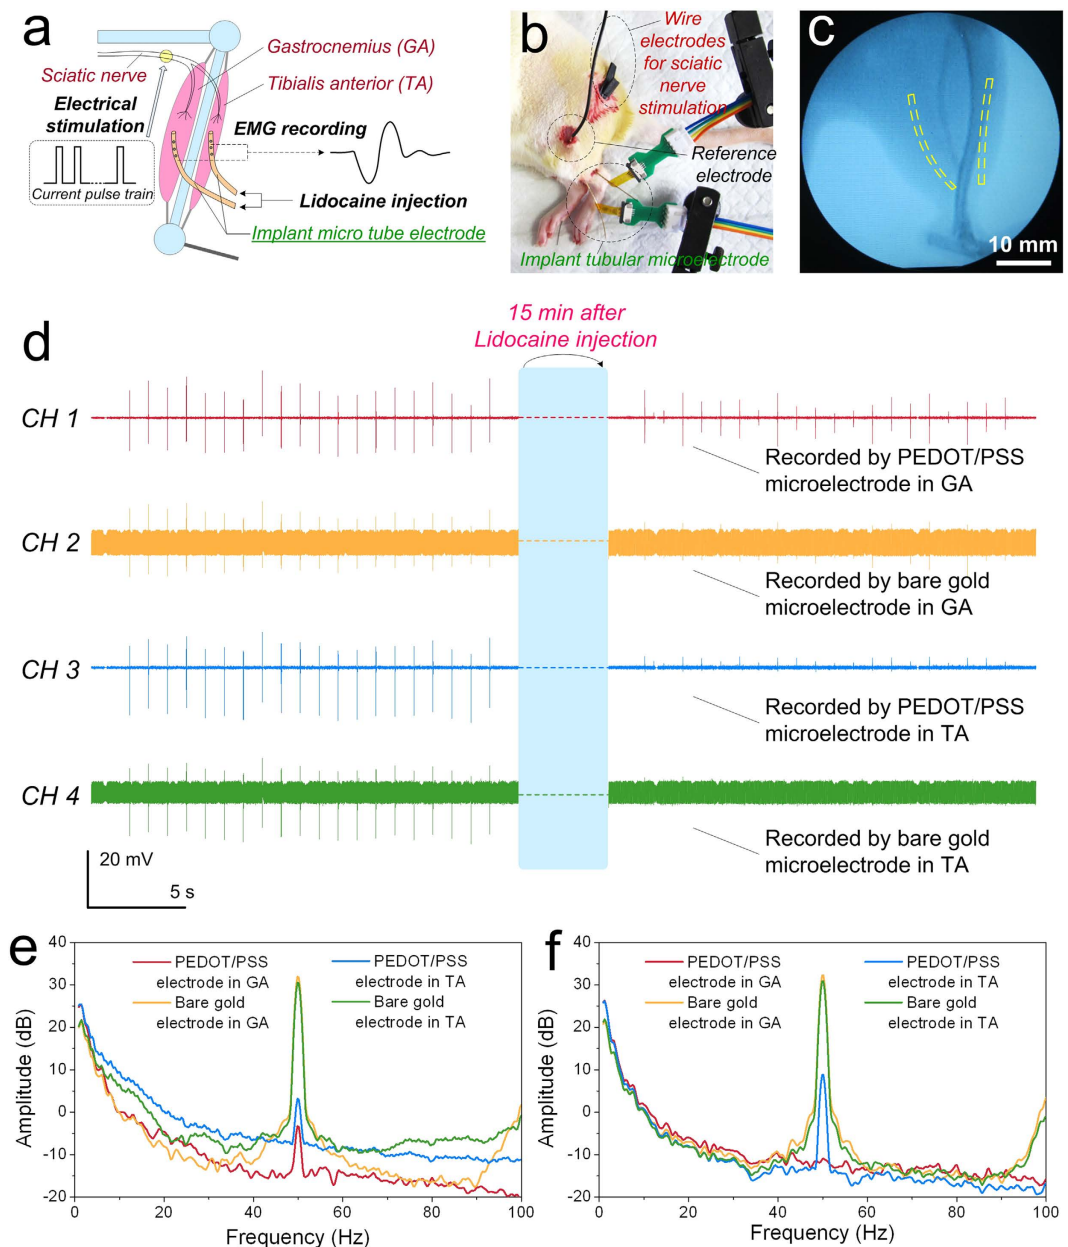 a
Gastrocnemius (GA)
Sciatic nerve
Tibialis anterior (TA)
Electrical
stimulation
EMG recording
Current pulse train
Lidocaine injection
Implant micro tube electrode
b
Wire
electrodes
for sciatic
nerve
stimulation
Reference
electrode
Implant tubular microelectrode
c
10 mm
d
15 min after
Lidocaine injection
CH 1
Recorded by PEDOT/PSS
microelectrode in GA
CH 2
Recorded by bare gold
microelectrode in GA
CH 3
Recorded by PEDOT/PSS
microelectrode in TA
CH 4
Recorded by bare gold
microelectrode in TA
20 mV
5 s
e
40
30
20
10
0
-10
-20
Amplitude (dB)
PEDOT/PSS
electrode in GA
PEDOT/PSS
electrode in TA
Bare gold
electrode in GA
Bare gold
electrode in TA
0 20 40 60 80 100
Frequency (Hz)
f
40
30
20
10
0
-10
-20
Amplitude (dB)
PEDOT/PSS
electrode in GA
PEDOT/PSS
electrode in TA
Bare gold
electrode in GA
Bare gold
electrode in TA
0 20 40 60 80 100
Frequency (Hz)